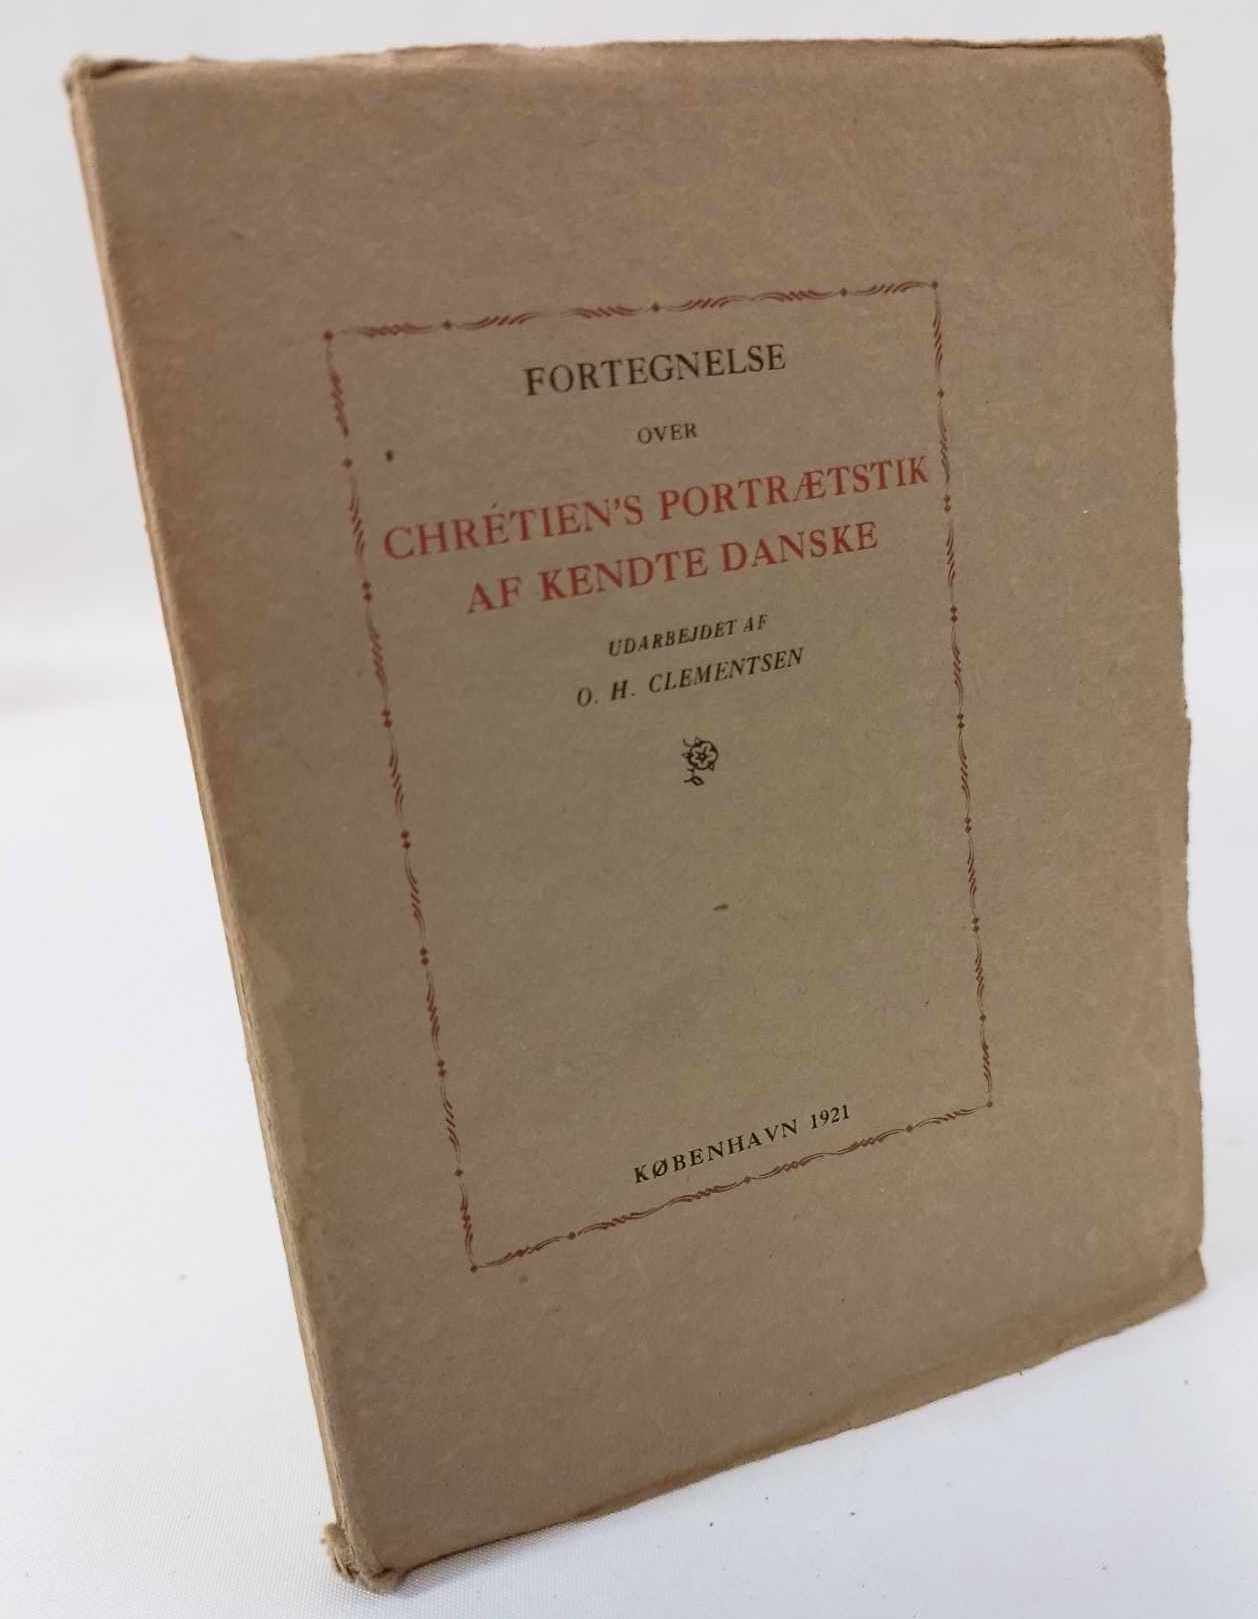 FORTEGNELSE
OVER
CHRÉTIEN'S PORTRÆTSTIK
AF KENDTE DANSKE
UDARBEJDET AF
O. H. CLEMENTSEN
KØBENHAVN 1921